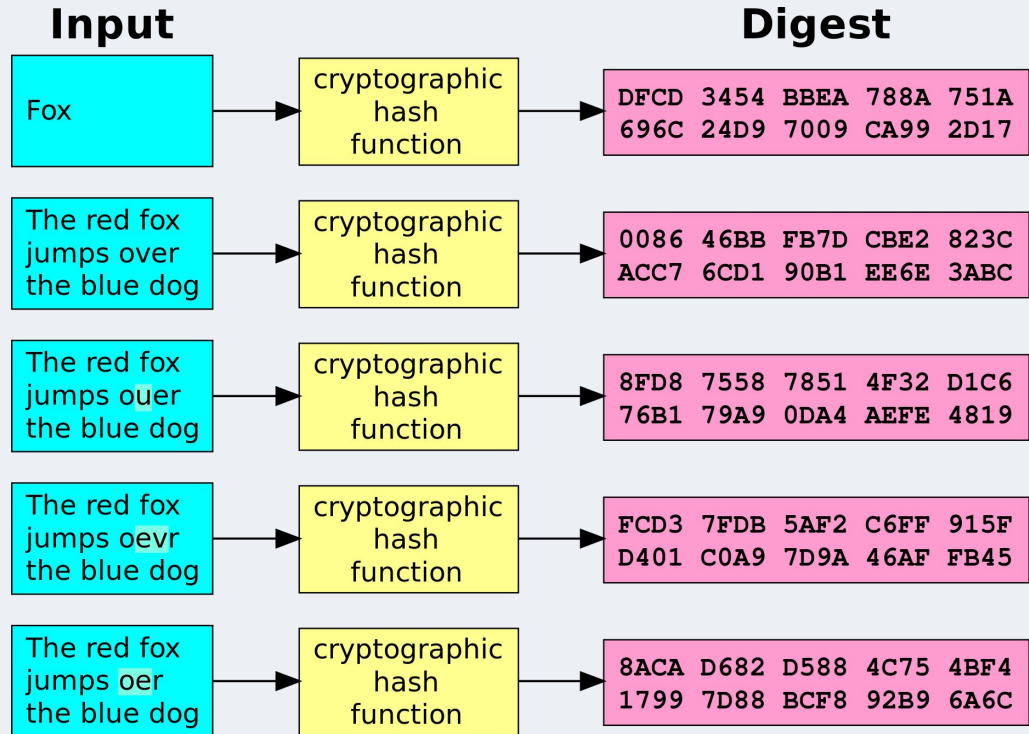 Input
Digest
Fox
cryptographic
hash
function
DFCD 3454 BBEA 788A 751A
696C 24D9 7009 CA99 2D17
The red fox
jumps over
the blue dog
cryptographic
hash
function
0086 46BB FB7D CBE2 823C
ACC7 6CD1 90B1 EE6E 3ABC
The red fox
jumps ouer
the blue dog
cryptographic
hash
function
8FD8 7558 7851 4F32 D1C6
76B1 79A9 0DA4 AEFE 4819
The red fox
jumps oevr
the blue dog
cryptographic
hash
function
FCD3 7FDB 5AF2 C6FF 915F
D401 C0A9 7D9A 46AF FB45
The red fox
jumps oer
the blue dog
cryptographic
hash
function
8ACA D682 D588 4C75 4BF4
1799 7D88 BCF8 92B9 6A6C